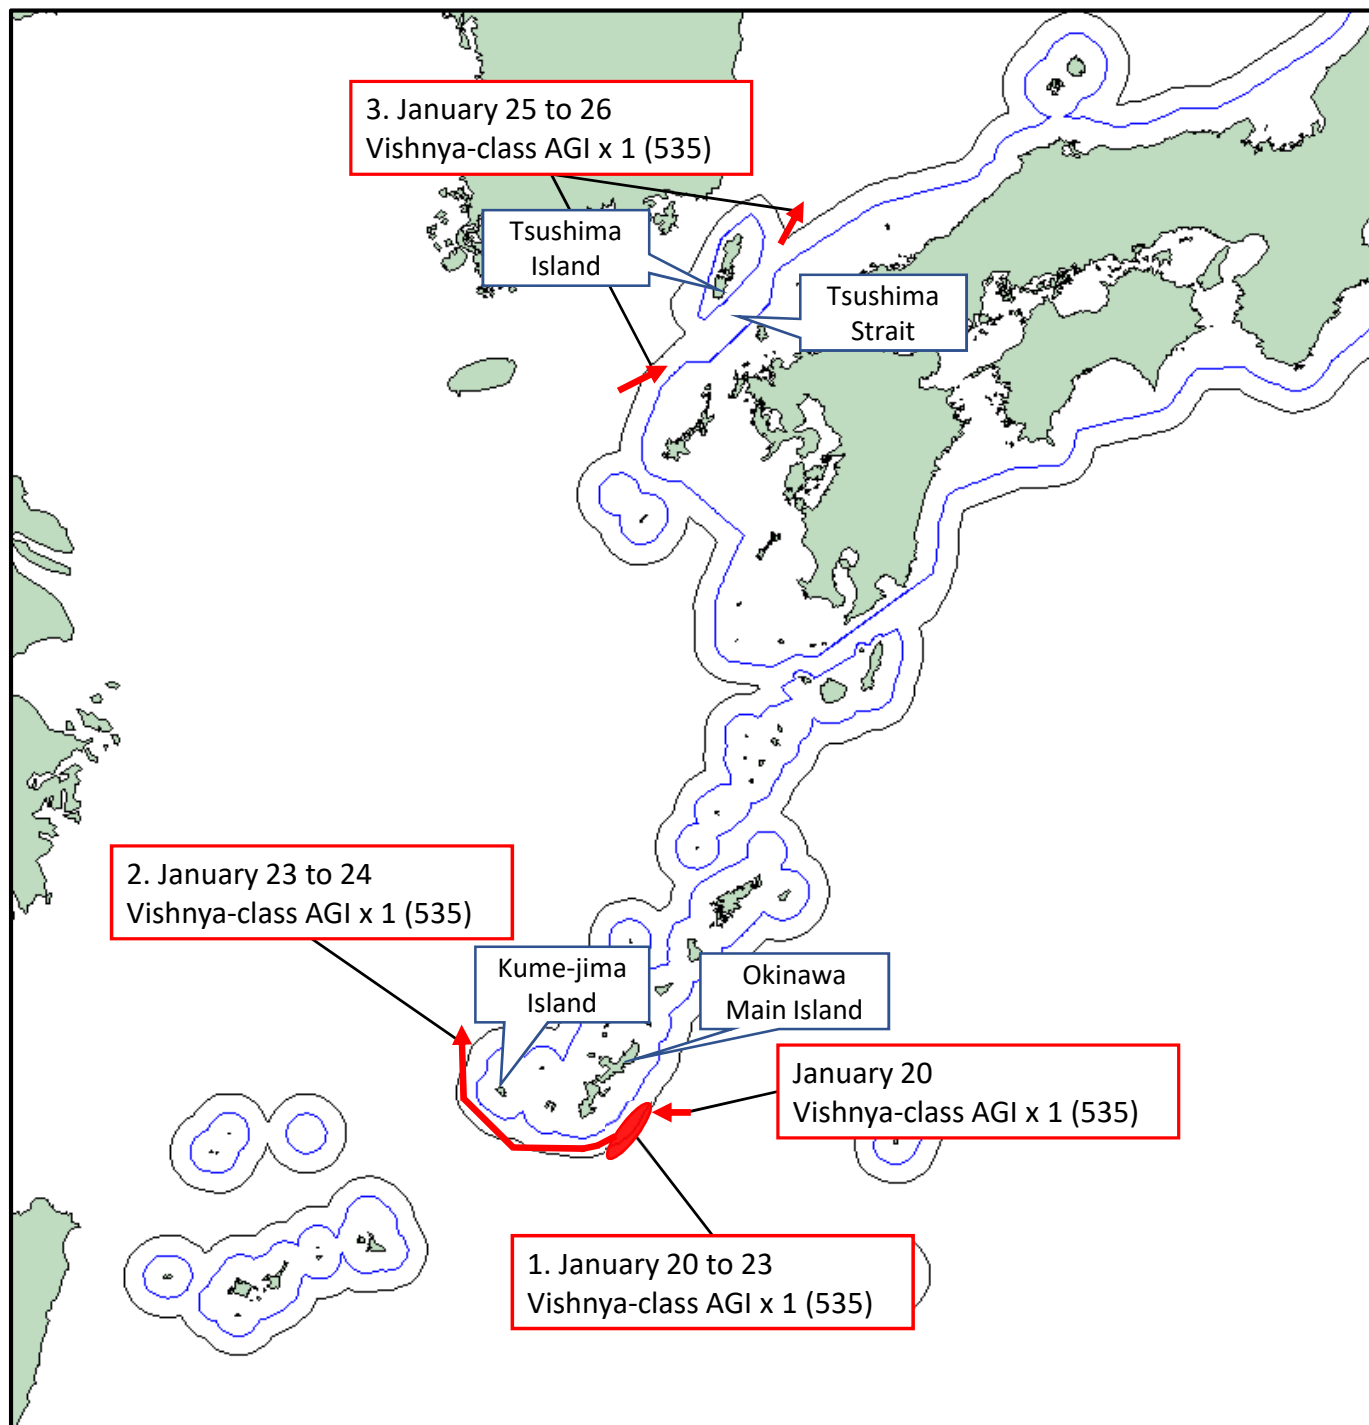 3. January 25 to 26
Vishnya-class AGI x 1 (535)
Tsushima
Island
Tsushima
Strait
2. January 23 to 24
Vishnya-class AGI x 1 (535)
Kume-jima
Island
Okinawa
Main Island
January 20
Vishnya-class AGI x 1 (535)
1. January 20 to 23
Vishnya-class AGI x 1 (535)